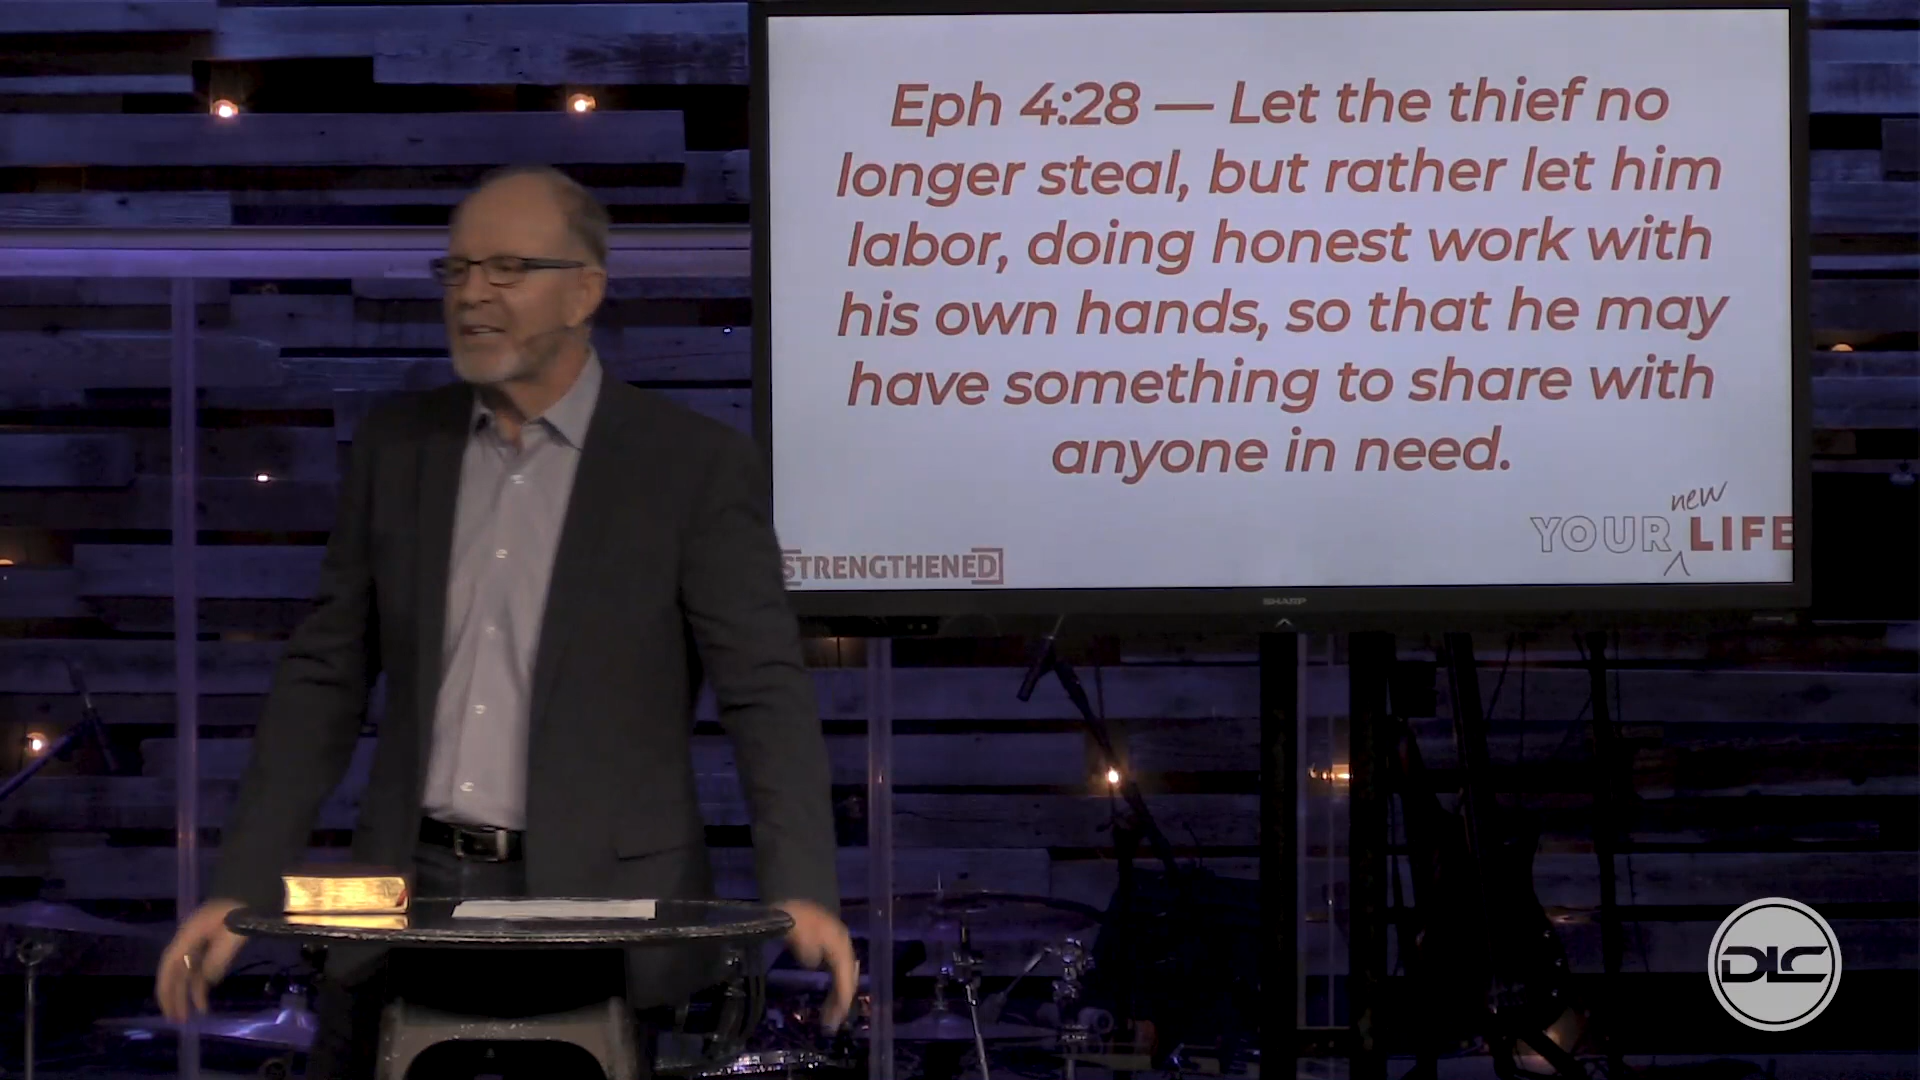 Eph 4:28 — Let the thief no
longer steal, but rather let him
labor, doing honest work with
his own hands, so that he may
have something to share with
anyone in need.
new
YOUR LIFE
STRENGTHENED
SHARP
DLC